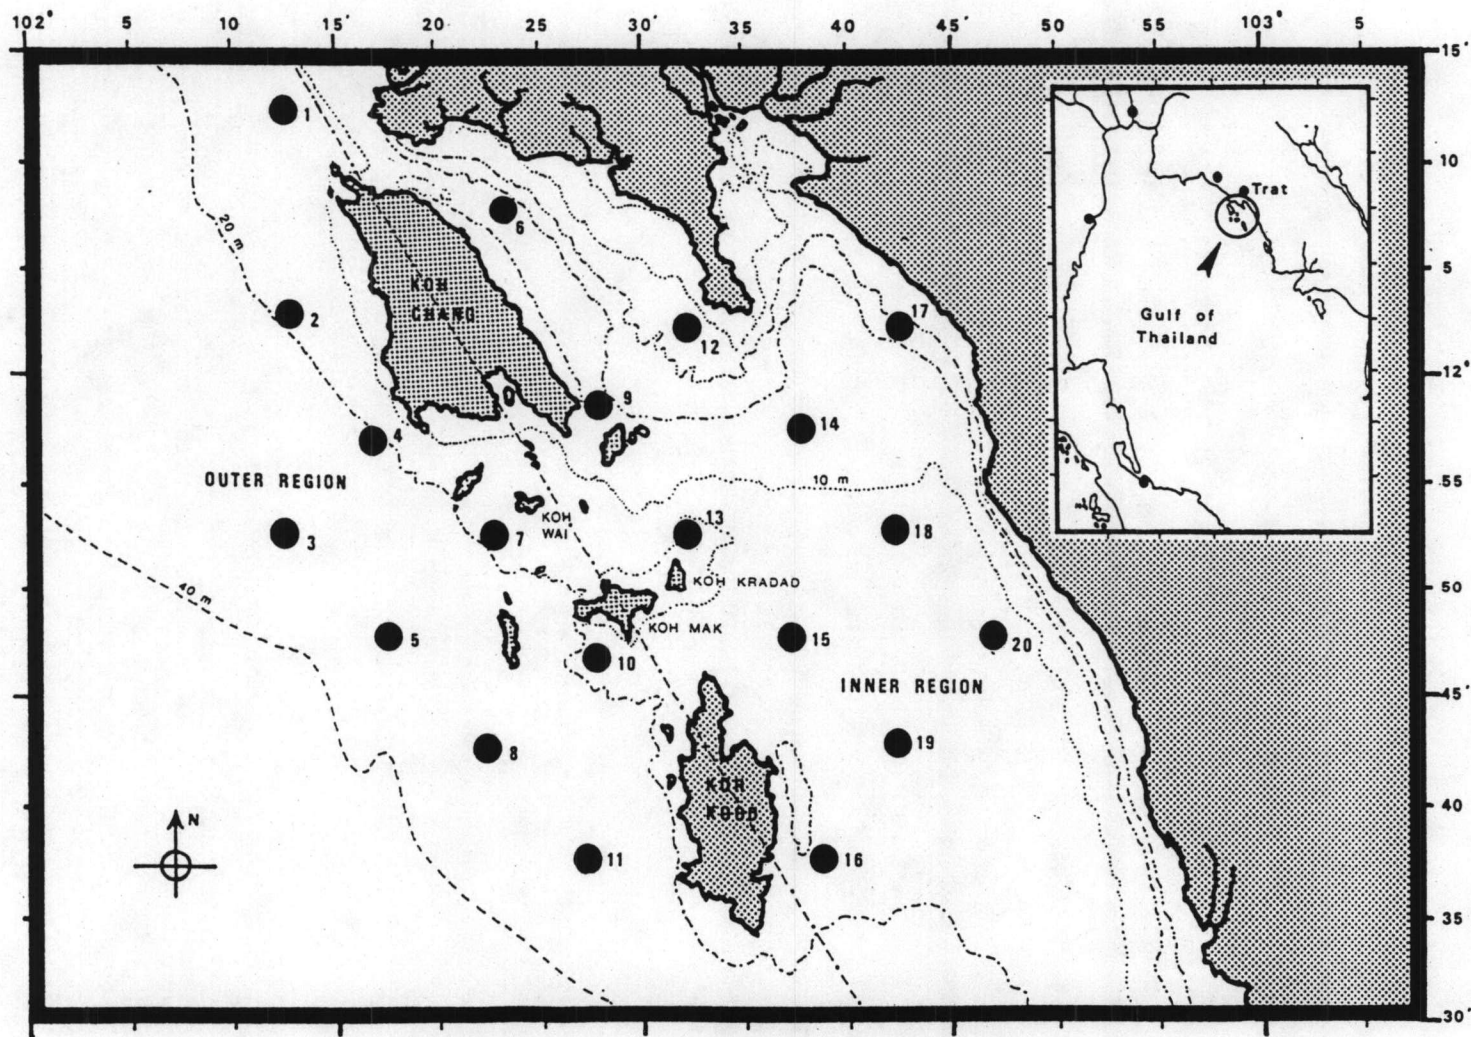 102° 5 10 15' 20 25 30' 35 40 45' 50 55 103° 5
15'
1
10
20 m
6
Trat
KOH
CHANG
5
2
17
Gulf of
Thailand
12
12°
9
14
4
OUTER REGION
10 m
55
KOH
WAI
13
18
3
7
KOH KRADAD
50
40 m
KOH MAK
5
15
20
10
INNER REGION
45'
8
19
KOH
KOOD
40
N
11
16
35
30'